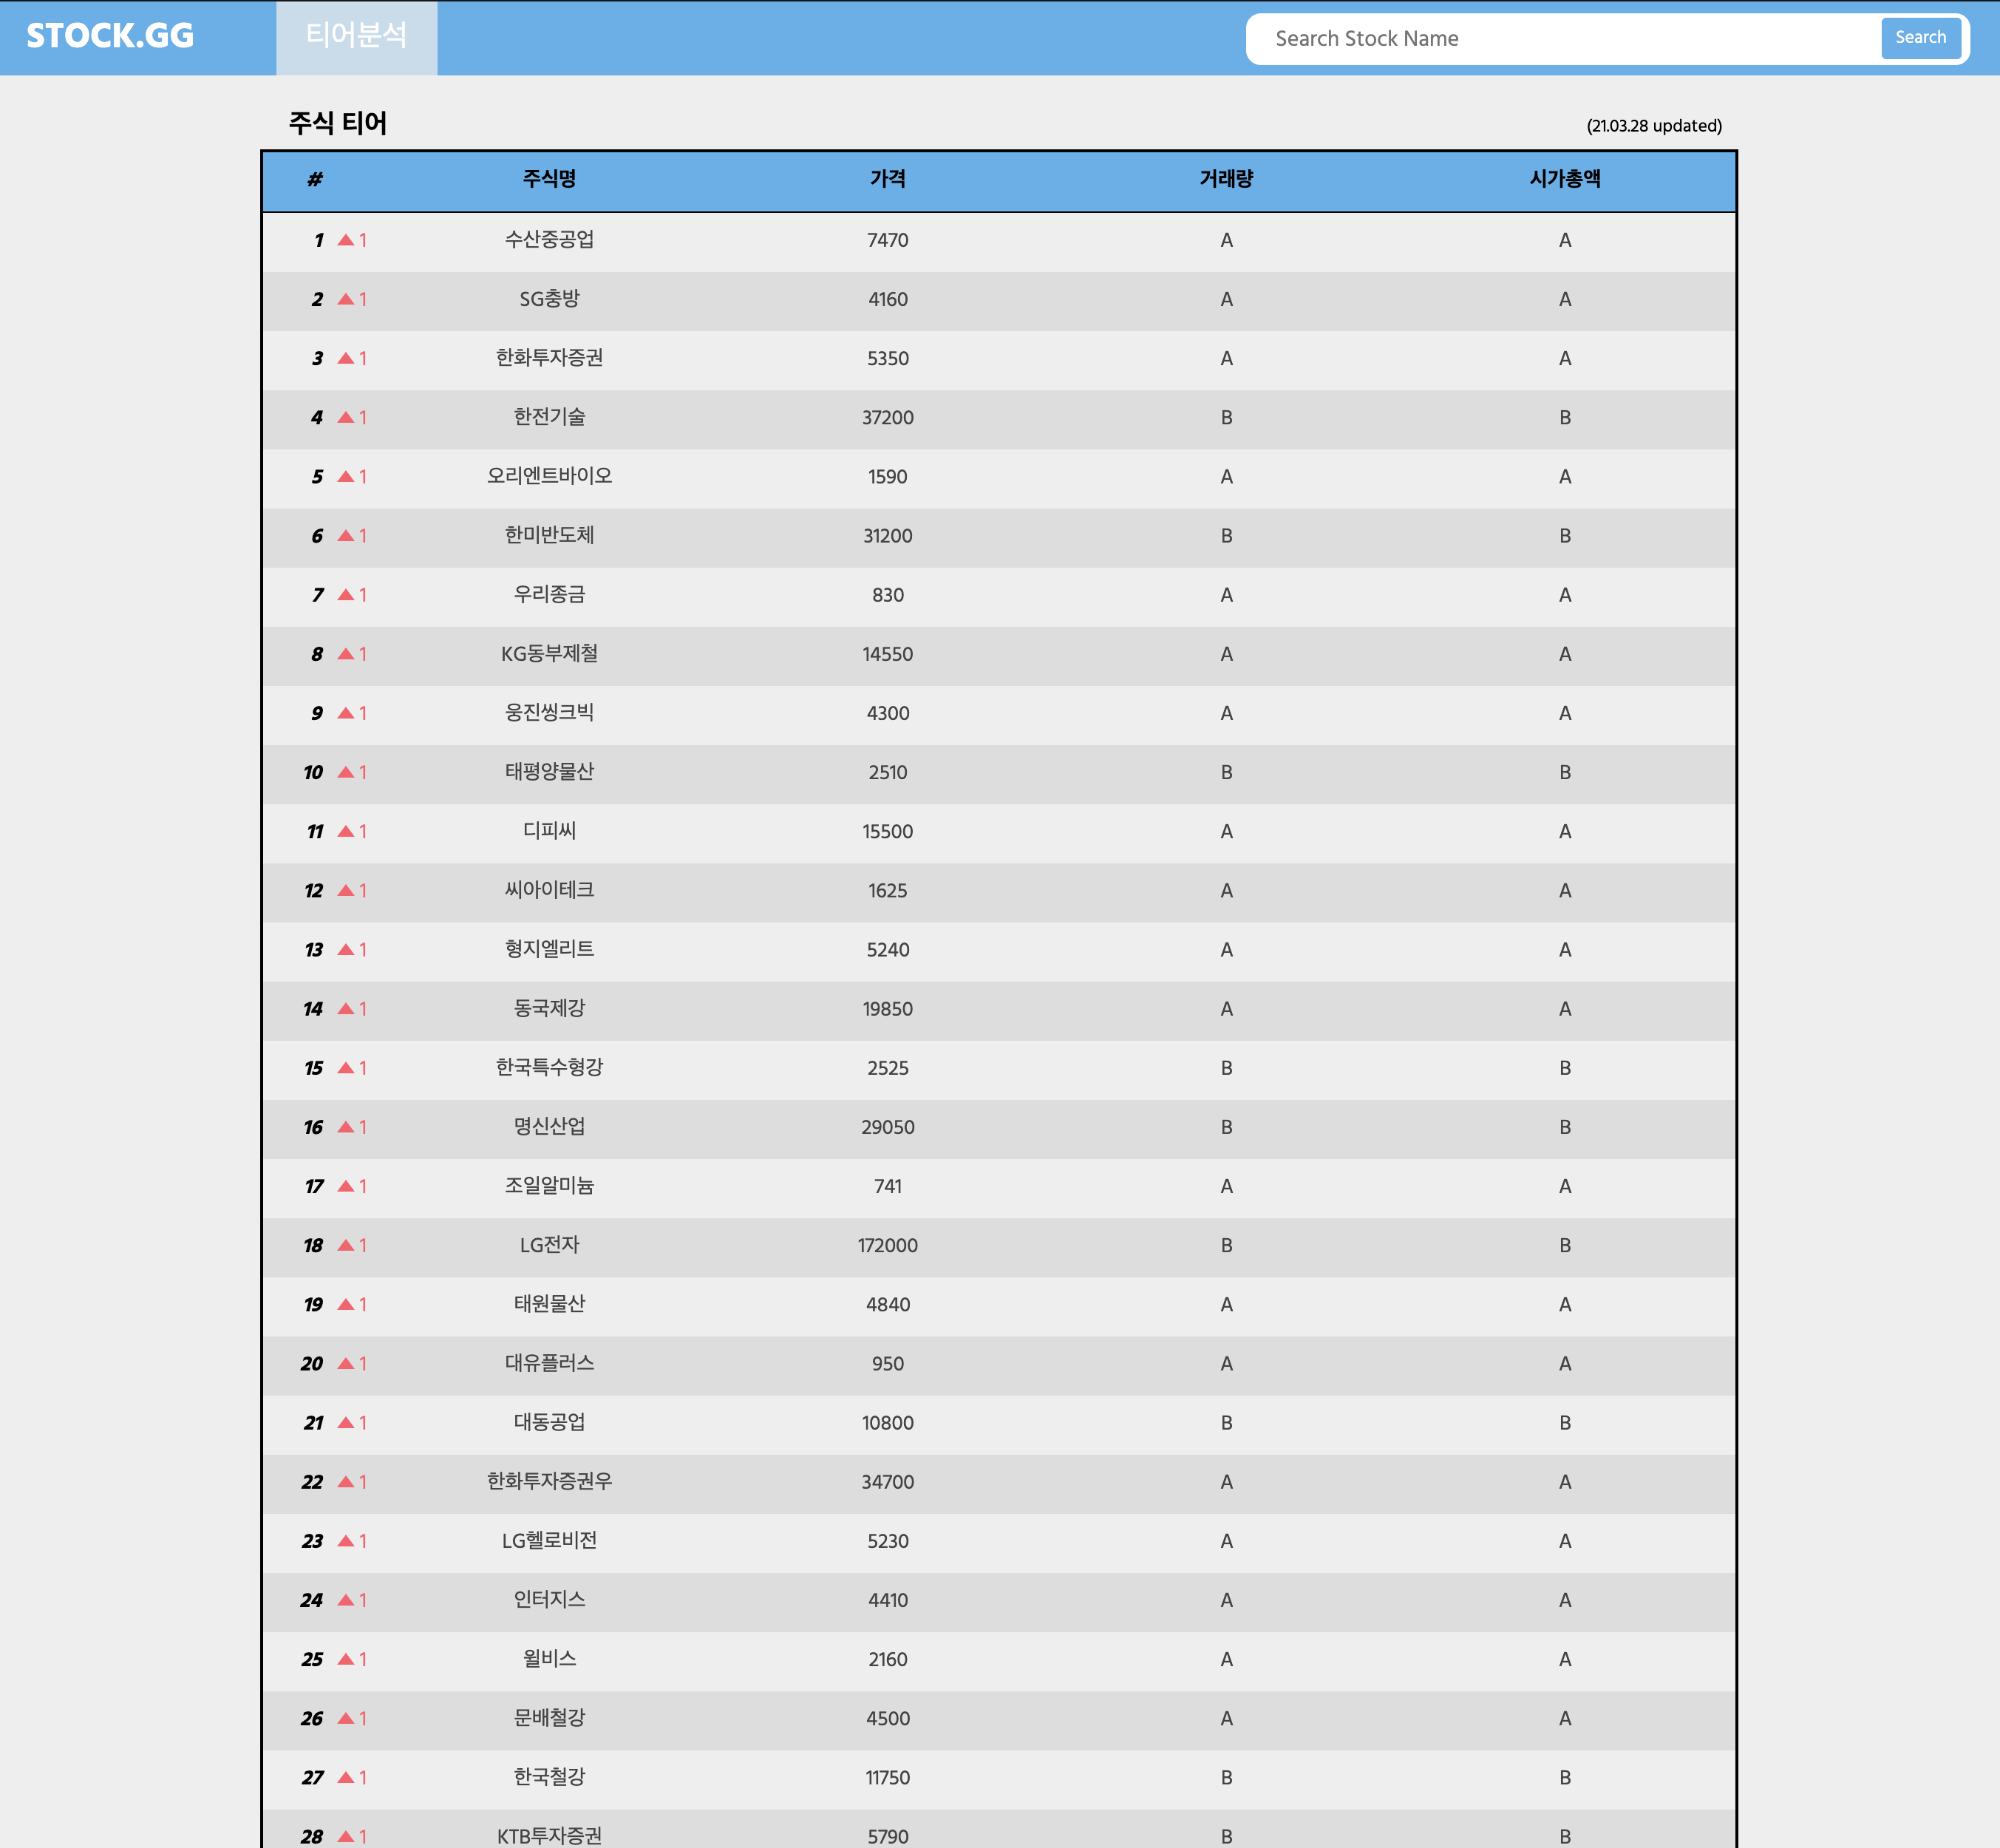 STOCK.GG 티어분석 Search Stock Name Search
주식 티어 (21.03.28 updated)
# 주식명 가격 거래량 시가총액
1 ▲ 1 수산중공업 7470 A A
2 ▲ 1 SG충방 4160 A A
3 ▲ 1 한화투자증권 5350 A A
4 ▲ 1 한전기술 37200 B B
5 ▲ 1 오리엔트바이오 1590 A A
6 ▲ 1 한미반도체 31200 B B
7 ▲ 1 우리종금 830 A A
8 ▲ 1 KG동부제철 14550 A A
9 ▲ 1 웅진씽크빅 4300 A A
10 ▲ 1 태평양물산 2510 B B
11 ▲ 1 디피씨 15500 A A
12 ▲ 1 씨아이테크 1625 A A
13 ▲ 1 형지엘리트 5240 A A
14 ▲ 1 동국제강 19850 A A
15 ▲ 1 한국특수형강 2525 B B
16 ▲ 1 명신산업 29050 B B
17 ▲ 1 조일알미늄 741 A A
18 ▲ 1 LG전자 172000 B B
19 ▲ 1 태원물산 4840 A A
20 ▲ 1 대유플러스 950 A A
21 ▲ 1 대동공업 10800 B B
22 ▲ 1 한화투자증권우 34700 A A
23 ▲ 1 LG헬로비전 5230 A A
24 ▲ 1 인터지스 4410 A A
25 ▲ 1 윌비스 2160 A A
26 ▲ 1 문배철강 4500 A A
27 ▲ 1 한국철강 11750 B B
28 ▲ 1 KTB투자증권 5790 B B